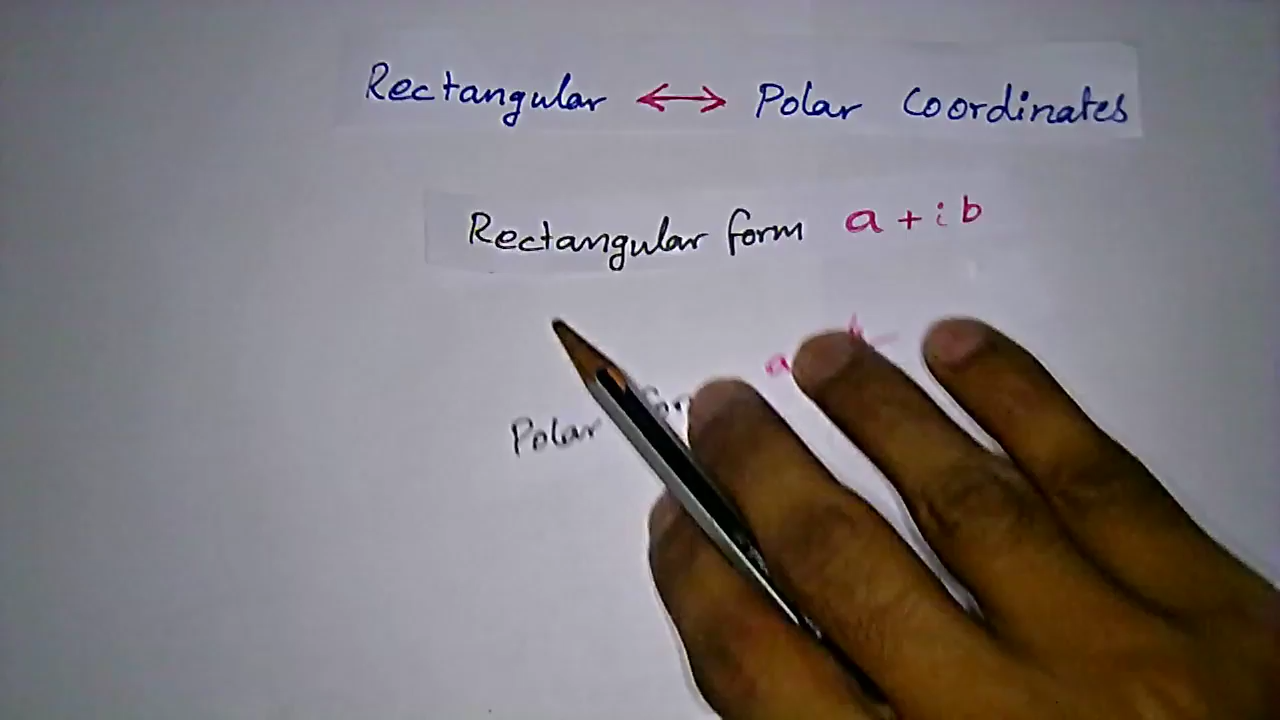 Rectangular ↔ Polar Coordinates
Rectangular form a + i b
Polar a